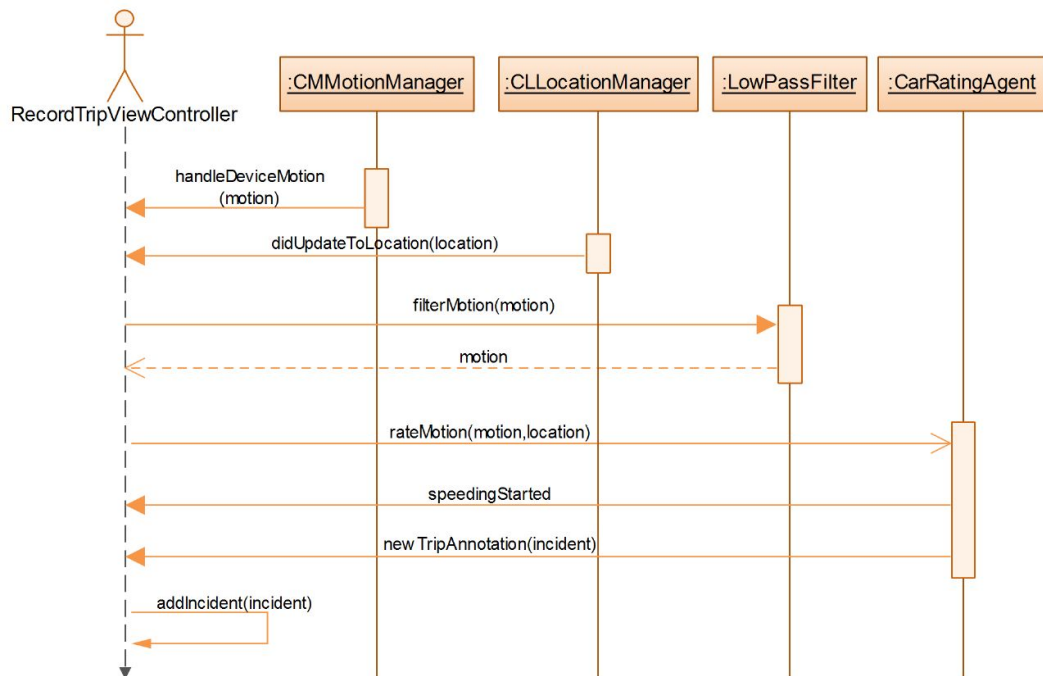 RecordTripViewController
:CMMotionManager
:CLLocationManager
:LowPassFilter
:CarRatingAgent
handleDeviceMotion
(motion)
didUpdateToLocation(location)
filterMotion(motion)
motion
rateMotion(motion,location)
speedingStarted
newTripAnnotation(incident)
addIncident(incident)